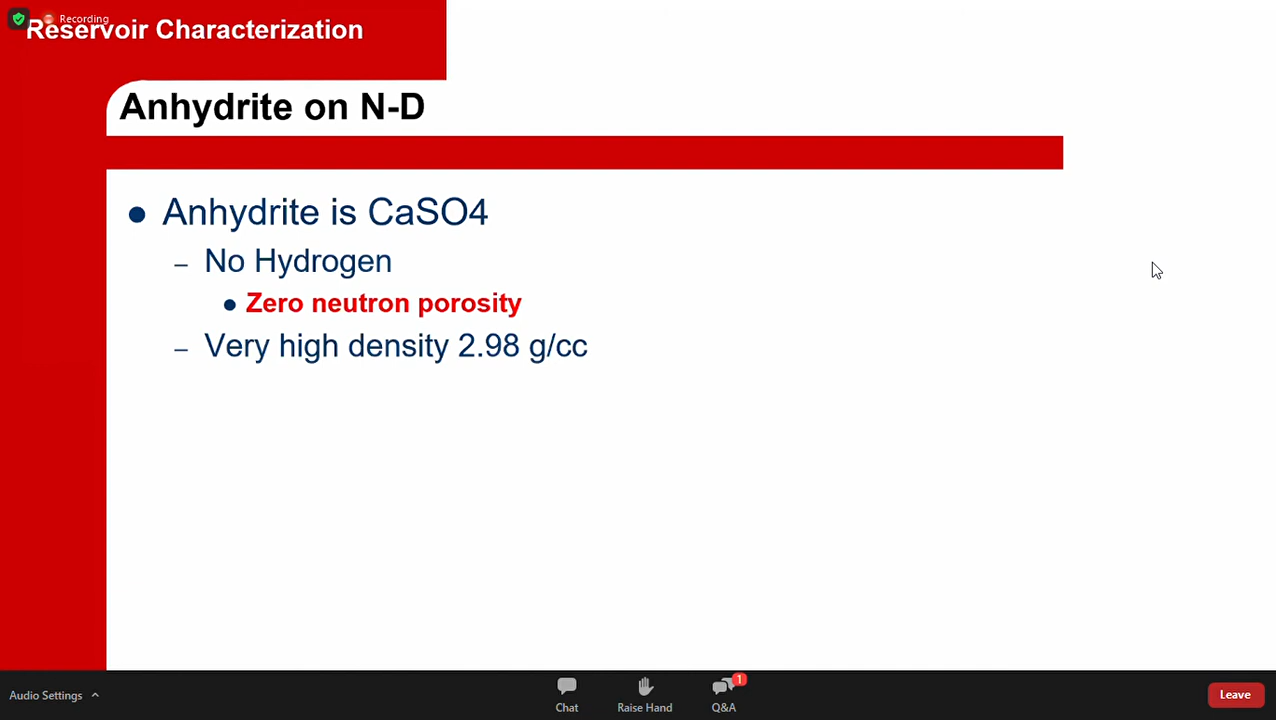 Recording
Reservoir Characterization
Anhydrite on N-D
● Anhydrite is CaSO4
– No Hydrogen
● Zero neutron porosity
– Very high density 2.98 g/cc
Audio Settings
Chat
Raise Hand
1
Q&A
Leave